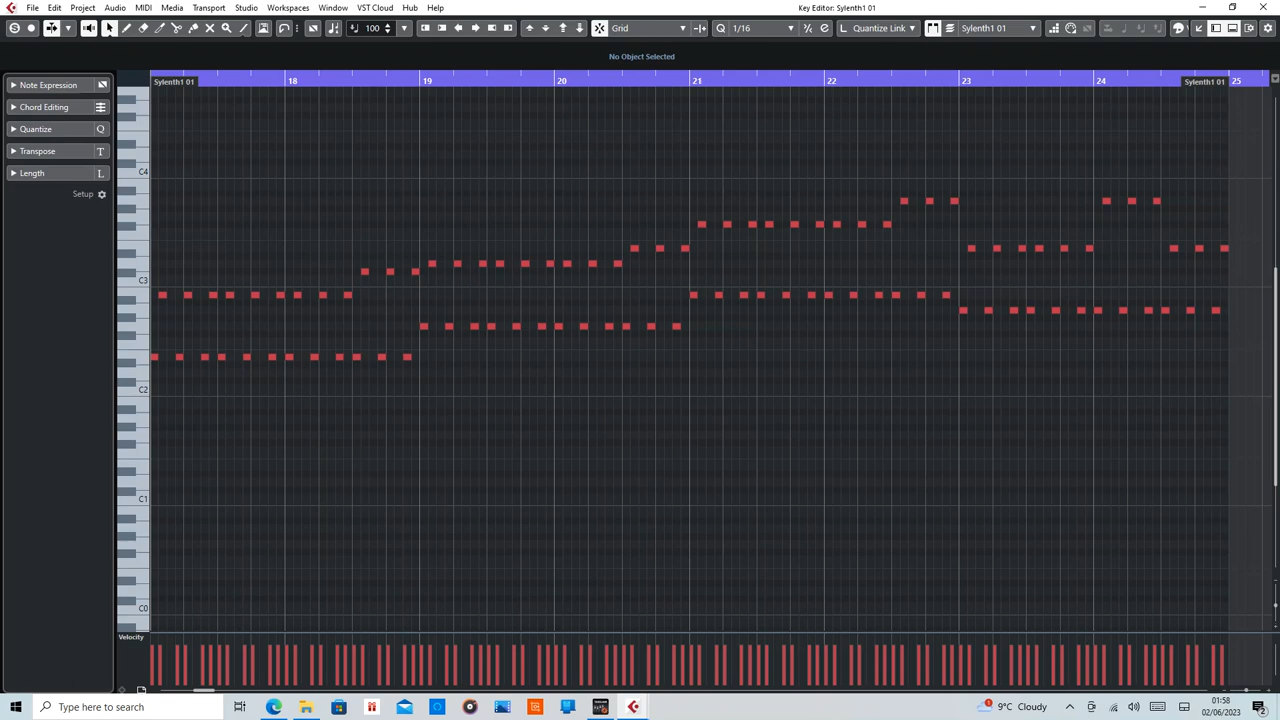 File Edit Project Audio MIDI Media Transport Studio Workspaces Window VST Cloud Hub Help Key Editor: Sylenth1 01
S 100 Grid Q 1/16 Quantize Link Sylenth1 01
No Object Selected
Sylenth1 01 18 19 20 21 22 23 24 Sylenth1 01 25
Note Expression
Chord Editing
Quantize Q
Transpose T
Length L
Setup
C4
C3
C2
C1
C0
Velocity
Type here to search
9°C Cloudy
01:58
02/06/2023